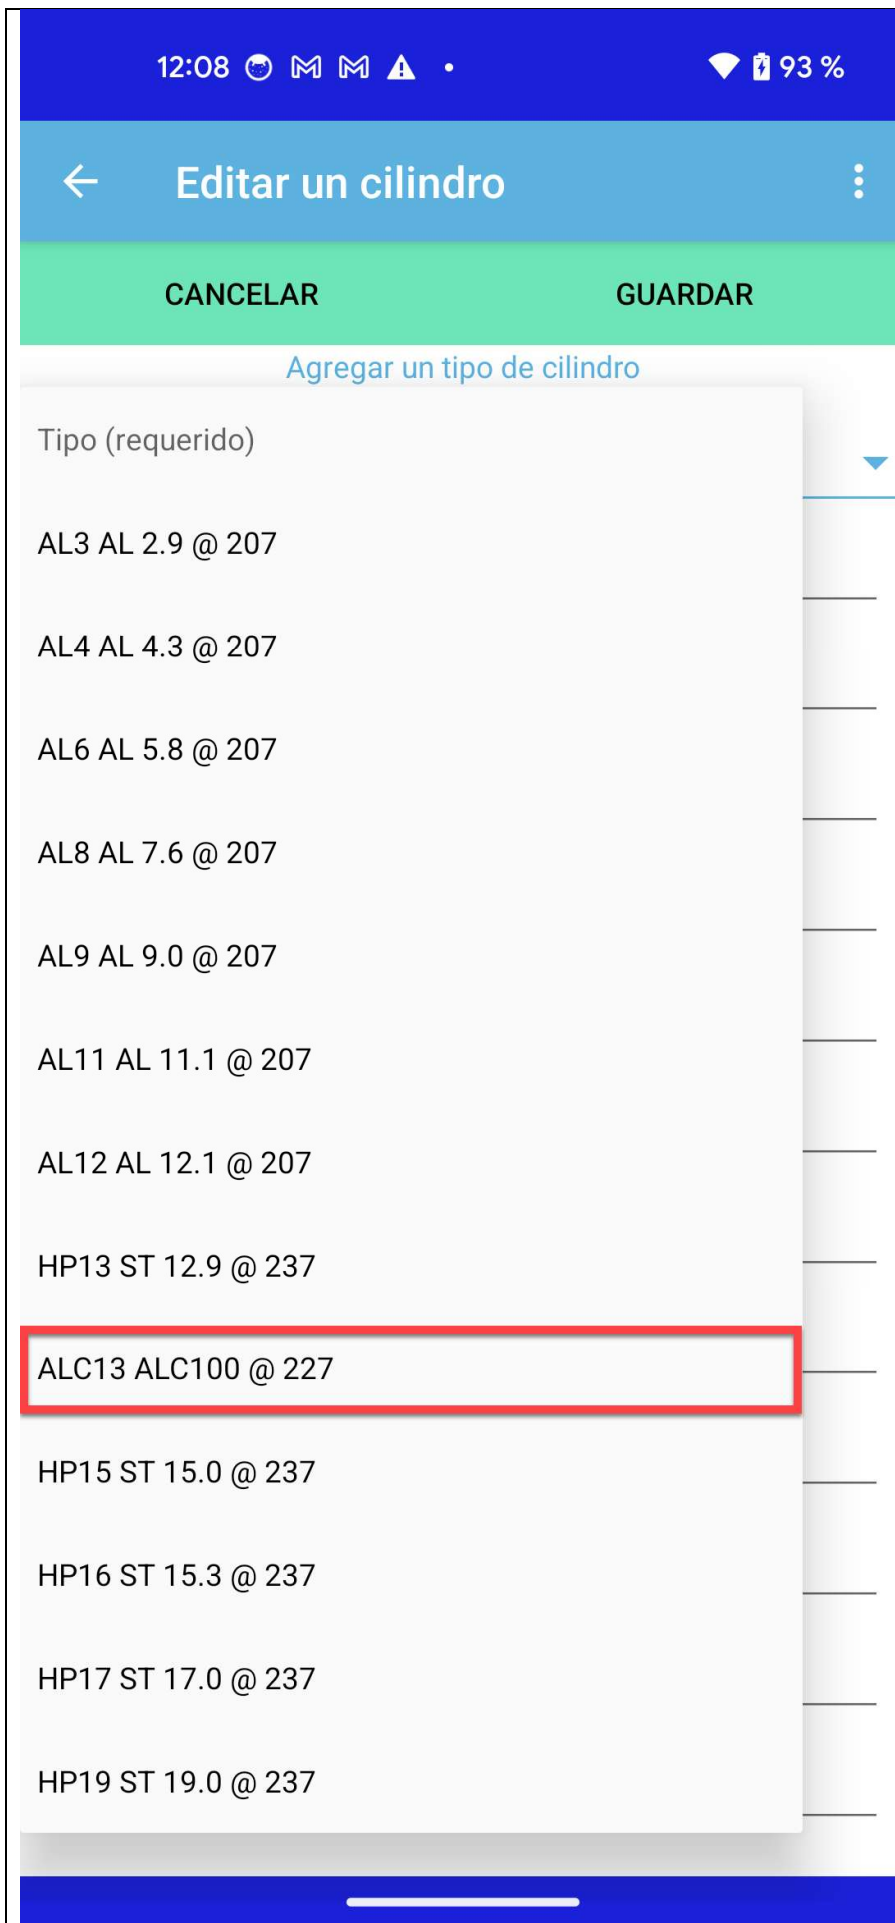 12:08 93 %
Editar un cilindro
CANCELAR GUARDAR
Agregar un tipo de cilindro
Tipo (requerido)
AL3 AL 2.9 @ 207
AL4 AL 4.3 @ 207
AL6 AL 5.8 @ 207
AL8 AL 7.6 @ 207
AL9 AL 9.0 @ 207
AL11 AL 11.1 @ 207
AL12 AL 12.1 @ 207
HP13 ST 12.9 @ 237
ALC13 ALC100 @ 227
HP15 ST 15.0 @ 237
HP16 ST 15.3 @ 237
HP17 ST 17.0 @ 237
HP19 ST 19.0 @ 237